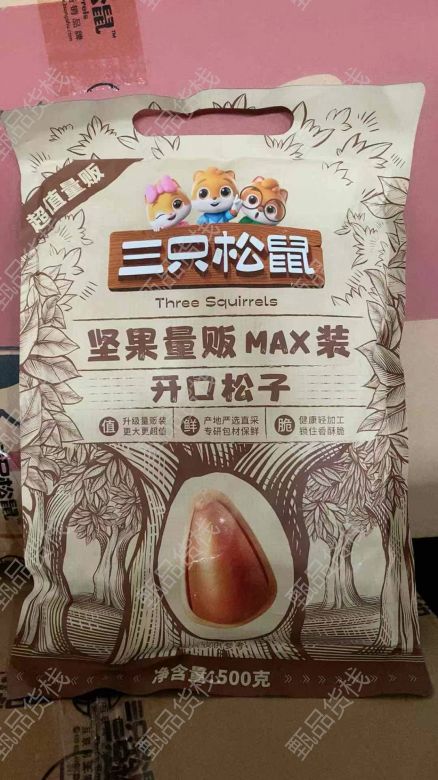 超值量贩
三只松鼠
Three Squirrels
坚果量贩MAX装
开口松子
值 升级量贩装 更大更超值
鲜 产地严选直采 专研包材保鲜
脆 健康轻加工 锁住香酥脆
净含量:500克
甄品货栈